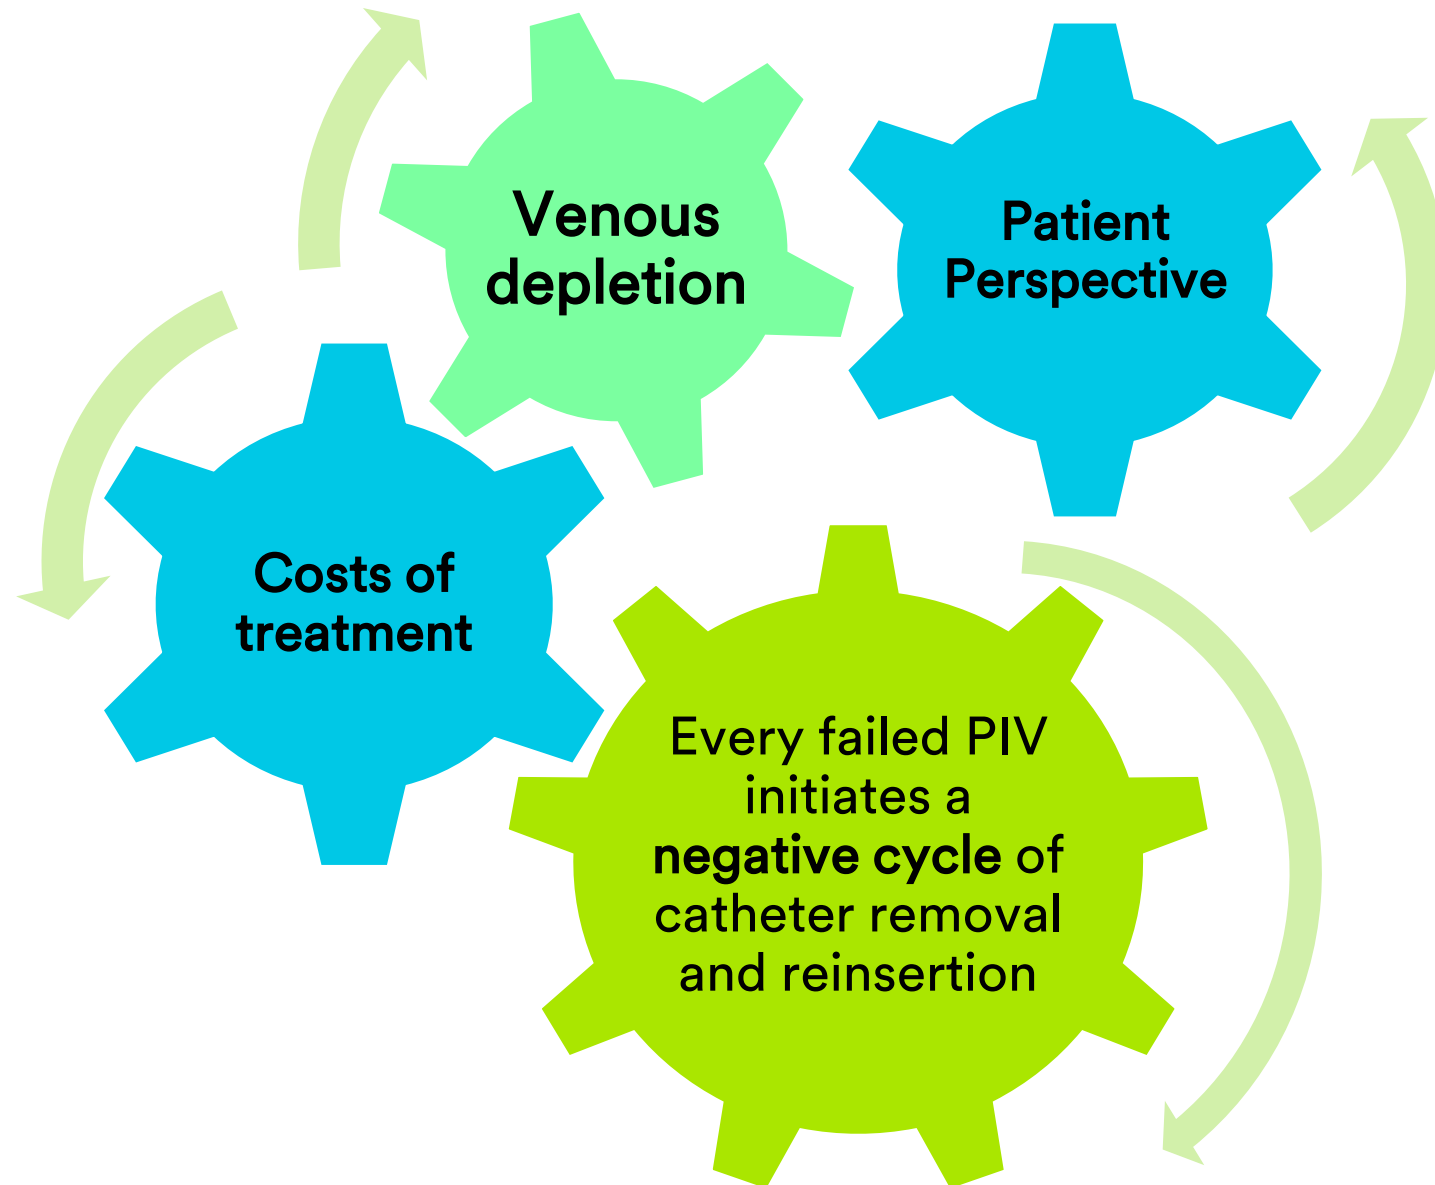 Venous
depletion
Patient
Perspective
Costs of
treatment
Every failed PIV
initiates a
negative cycle of
catheter removal
and reinsertion